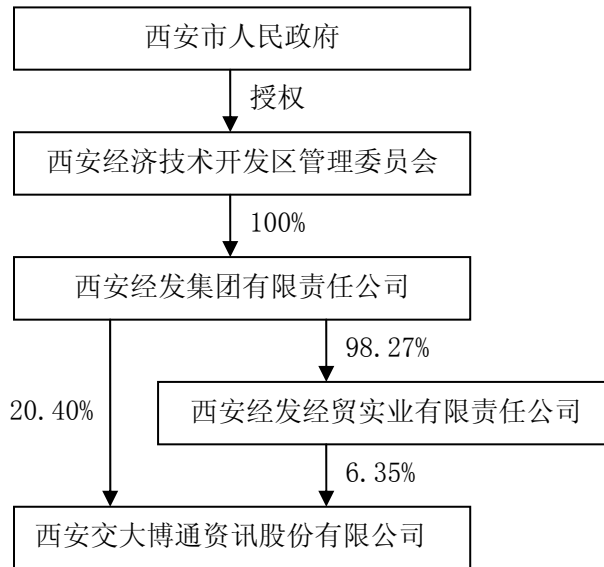 西安市人民政府
授权
西安经济技术开发区管理委员会
100%
西安经发集团有限责任公司
98.27%
20.40%
西安经发经贸实业有限责任公司
6.35%
西安交大博通资讯股份有限公司